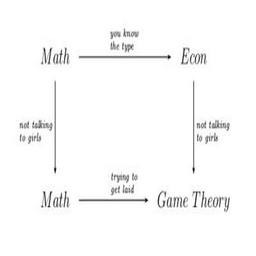 you know
the type
Math
Econ
not talking
to girls
not talking
to girls
trying to
get laid
Math
Game Theory